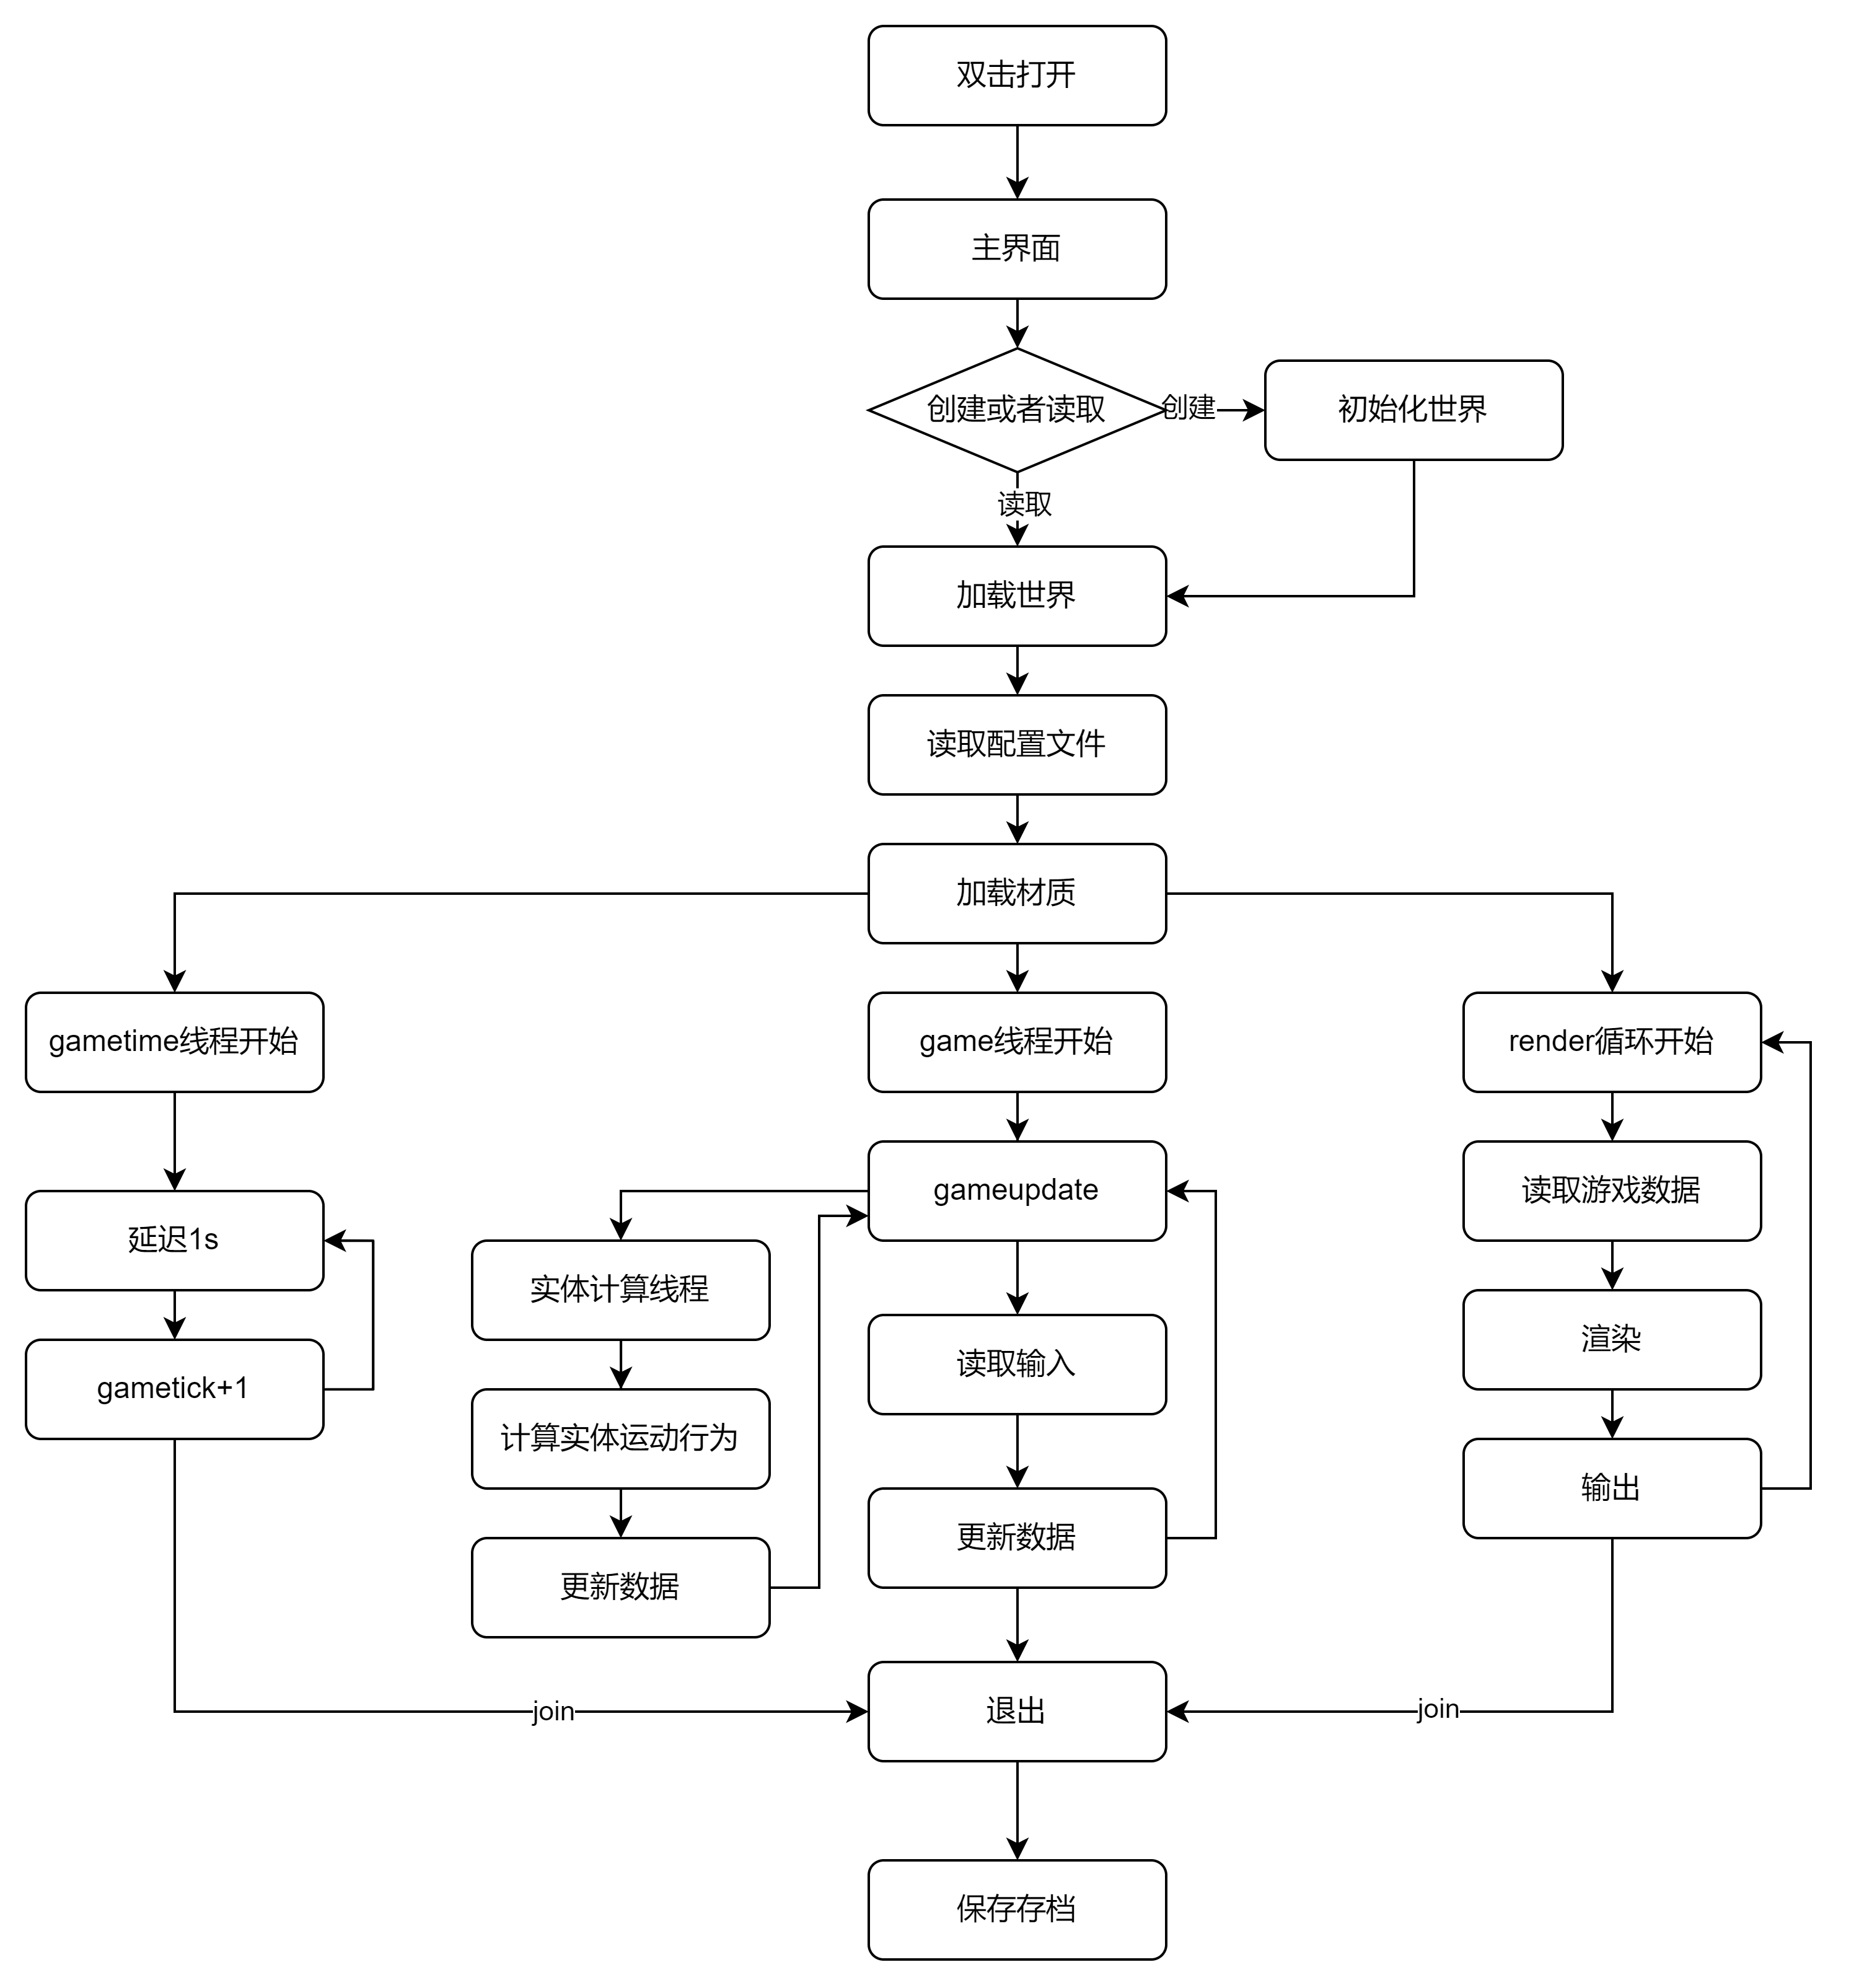 双击打开
主界面
创建或者读取
创建
初始化世界
读取
加载世界
读取配置文件
加载材质
gametime线程开始
game线程开始
render循环开始
gameupdate
读取游戏数据
延迟1s
实体计算线程
读取输入
渲染
gametick+1
计算实体运动行为
输出
更新数据
更新数据
join
退出
join
保存存档